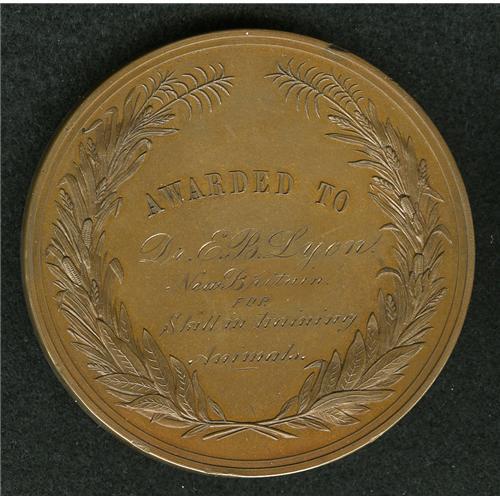 AWARDED TO
Dr. E. B. Lyon.
New Britain.
FOR
Skill in training
Animals.